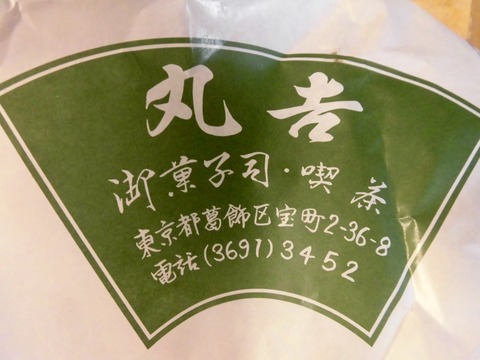 丸吉
御菓子司・喫茶
東京都葛飾区宝町2-36-8
電話(3691)3452